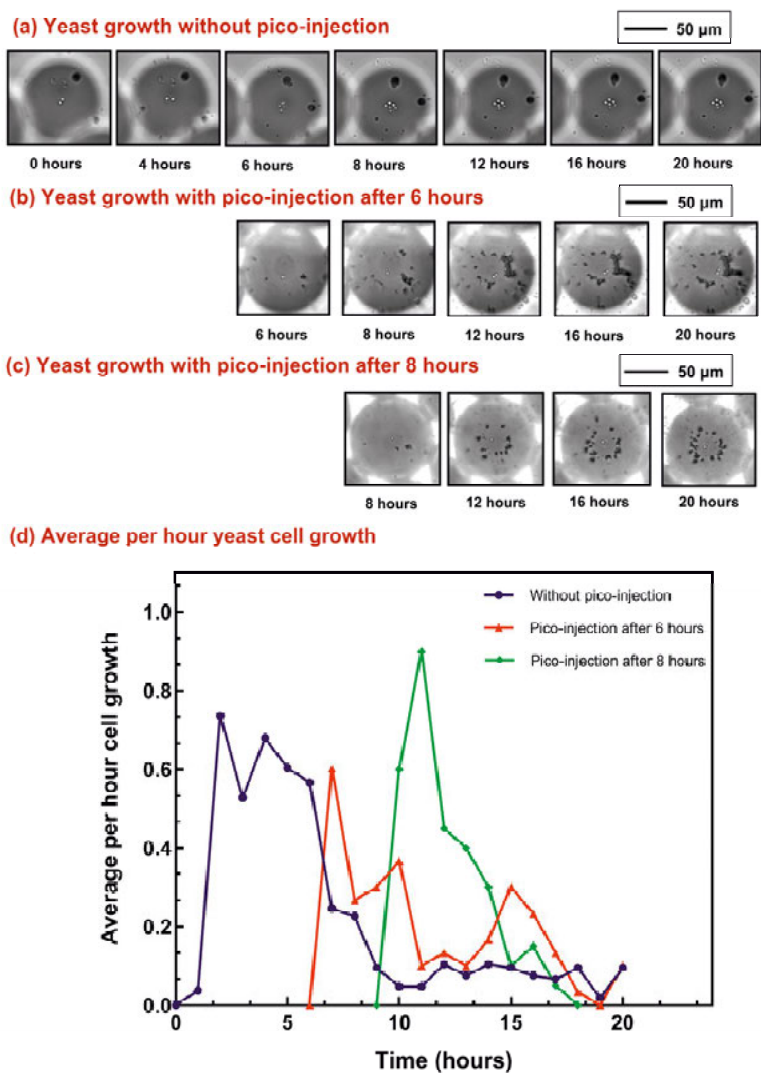 (a) Yeast growth without pico-injection
50 µm
0 hours 4 hours 6 hours 8 hours 12 hours 16 hours 20 hours
(b) Yeast growth with pico-injection after 6 hours
50 µm
6 hours 8 hours 12 hours 16 hours 20 hours
(c) Yeast growth with pico-injection after 8 hours
50 µm
8 hours 12 hours 16 hours 20 hours
(d) Average per hour yeast cell growth
Without pico-injection
Pico-injection after 6 hours
Pico-injection after 8 hours
Average per hour cell growth
1.0
0.8
0.6
0.4
0.2
0.0
0 5 10 15 20
Time (hours)